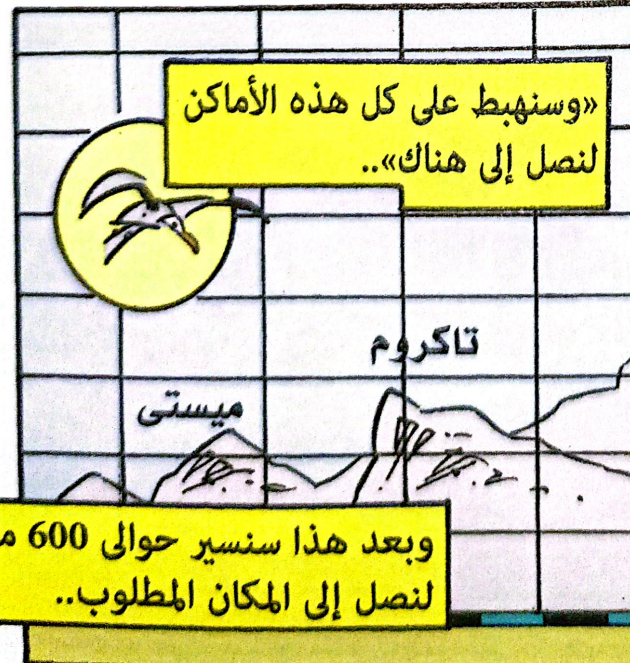 «وسنهبط على كل هذه الأماكن
لنصل إلى هناك»..
تاكروم
ميستى
وبعد هذا سنسير حوالى 600
لنصل إلى المكان المطلوب..